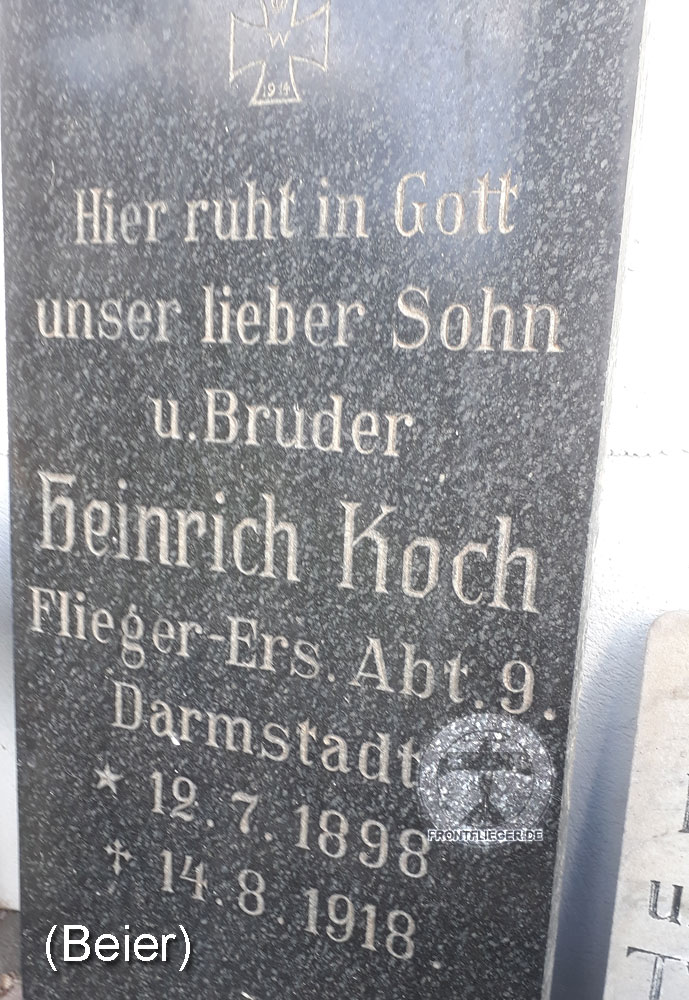 W
1914
Hier ruht in Gott
unser lieber Sohn
u. Bruder
Heinrich Koch
Flieger-Ers. Abt. 9.
Darmstadt
* 12. 7. 1898
† 14. 8. 1918
FRONTFLIEGER.DE
(Beier)
u